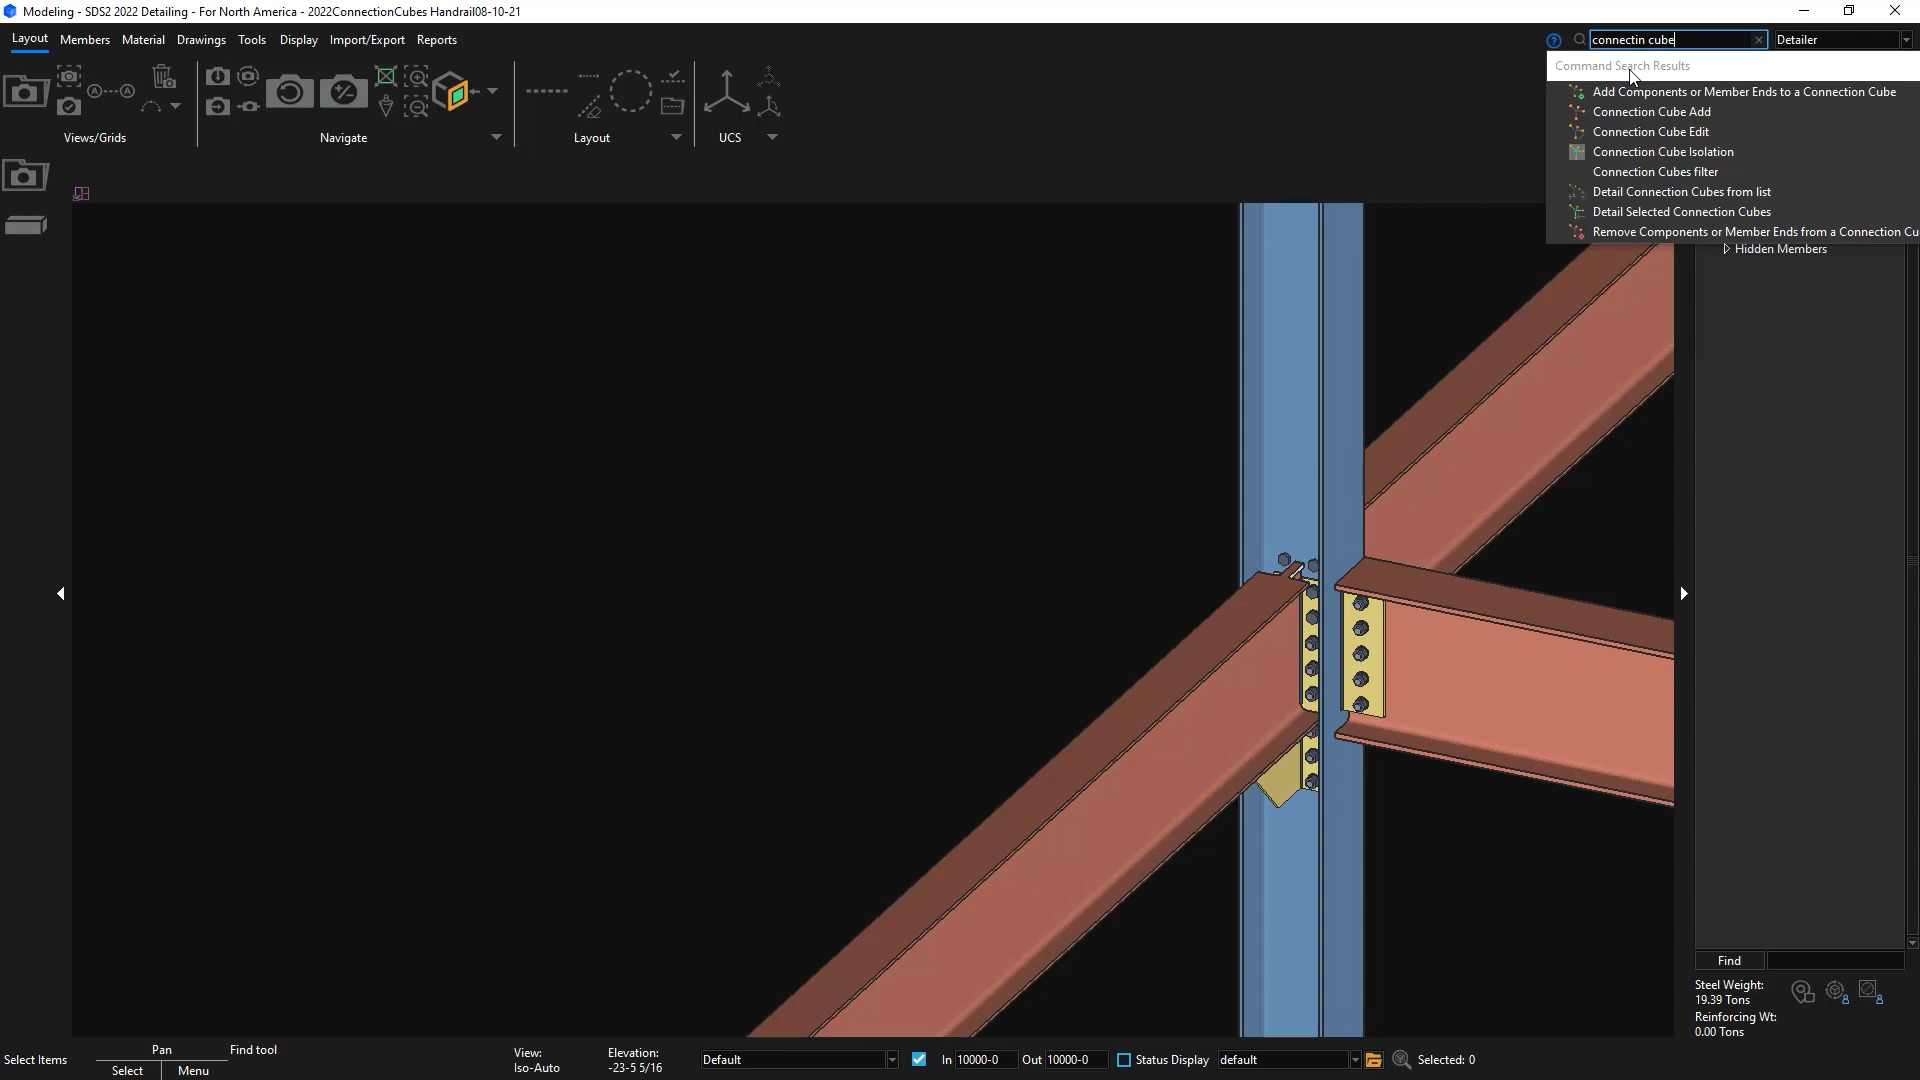 Modeling - SDS2 2022 Detailing - For North America - 2022ConnectionCubes Handrail08-10-21
Layout Members Material Drawings Tools Display Import/Export Reports
connectin cube
Detailer
Command Search Results
Add Components or Member Ends to a Connection Cube
Connection Cube Add
Connection Cube Edit
Connection Cube Isolation
Connection Cubes filter
Detail Connection Cubes from list
Detail Selected Connection Cubes
Remove Components or Member Ends from a Connection Cu
Hidden Members
Views/Grids
Navigate
Layout
UCS
Find
Steel Weight:
19.39 Tons
Reinforcing Wt:
0.00 Tons
Select Items
Pan
Find tool
Select
Menu
View:
Iso-Auto
Elevation:
-23-5 5/16
Default
In 10000-0 Out 10000-0
Status Display
default
Selected: 0